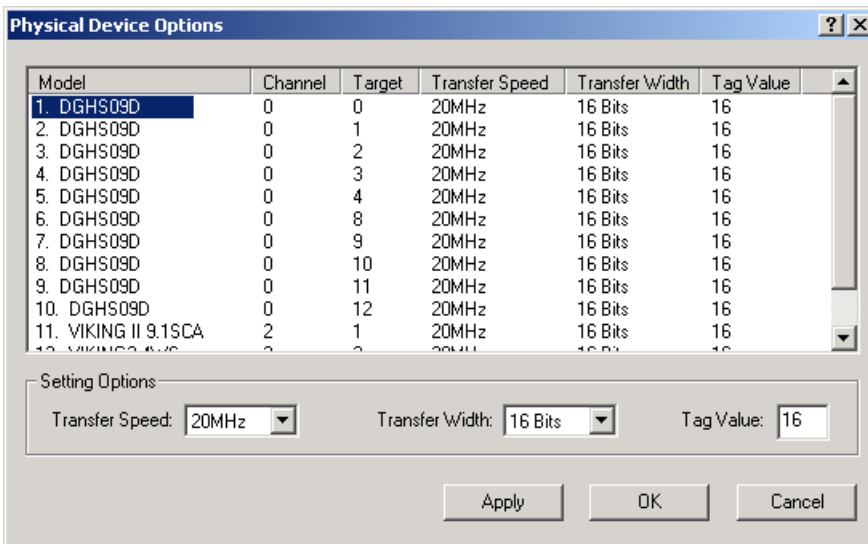 Physical Device Options
Model Channel Target Transfer Speed Transfer Width Tag Value
1. DGHS09D 0 0 20MHz 16 Bits 16
2. DGHS09D 0 1 20MHz 16 Bits 16
3. DGHS09D 0 2 20MHz 16 Bits 16
4. DGHS09D 0 3 20MHz 16 Bits 16
5. DGHS09D 0 4 20MHz 16 Bits 16
6. DGHS09D 0 8 20MHz 16 Bits 16
7. DGHS09D 0 9 20MHz 16 Bits 16
8. DGHS09D 0 10 20MHz 16 Bits 16
9. DGHS09D 0 11 20MHz 16 Bits 16
10. DGHS09D 0 12 20MHz 16 Bits 16
11. VIKING II 9.1SCA 2 1 20MHz 16 Bits 16
Setting Options
Transfer Speed: 20MHz Transfer Width: 16 Bits Tag Value: 16
Apply OK Cancel